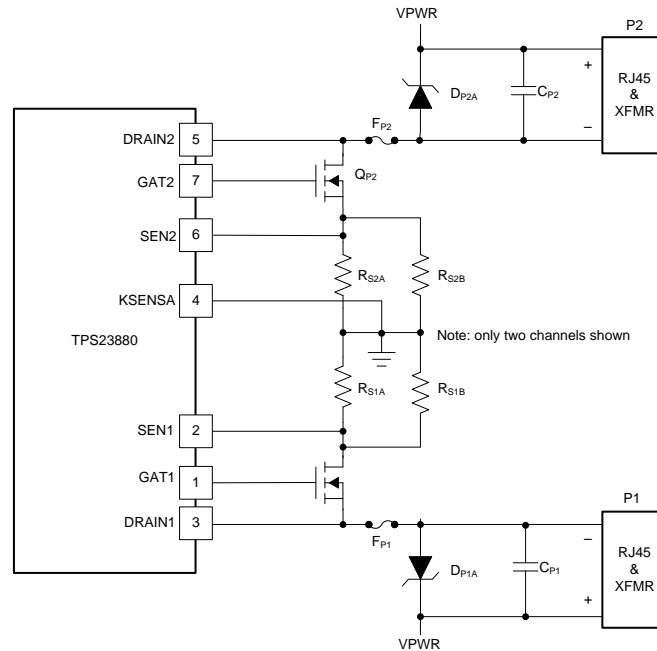 VPWR
P2
+
RJ45
&
XFMR
−
DP2A
CP2
FP2
DRAIN2 5
GAT2 7
QP2
SEN2 6
RS2A
RS2B
KSENSA 4
TPS23880
Note: only two channels shown
RS1A
RS1B
SEN1 2
GAT1 1
DRAIN1 3
FP1
P1
−
RJ45
&
XFMR
+
DP1A
CP1
VPWR